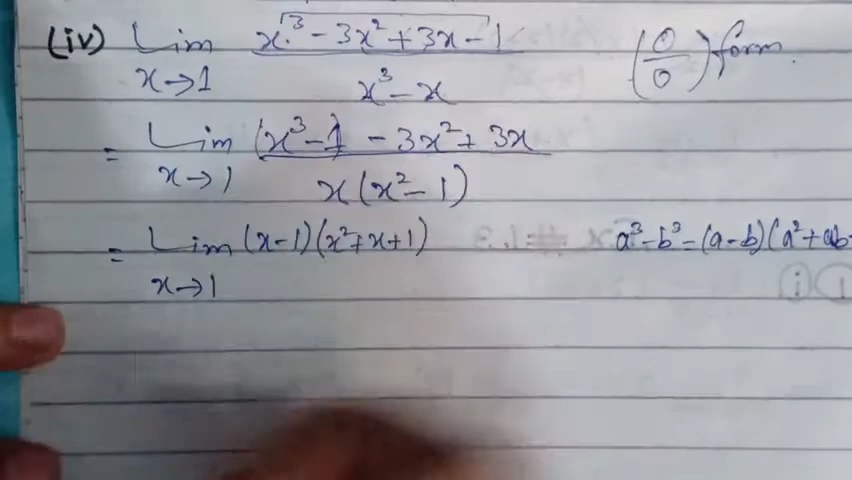 (iv) Lim x³ - 3x² + 3x - 1 (0/0) form.
x→1 x³ - x
= Lim (x³ - 1) - 3x² + 3x
x→1 x(x² - 1)
= Lim (x-1)(x²+x+1) a³-b³=(a-b)(a²+ab
x→1